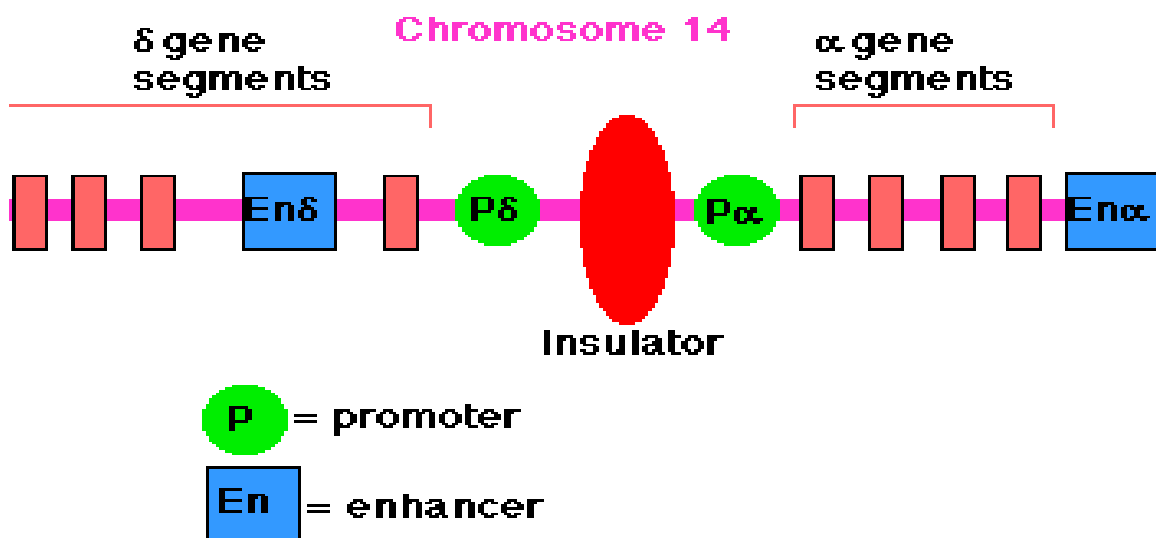 Chromosome 14
δ gene
segments
α gene
segments
Enδ
Pδ
Pα
Enα
Insulator
P = promoter
En = enhancer